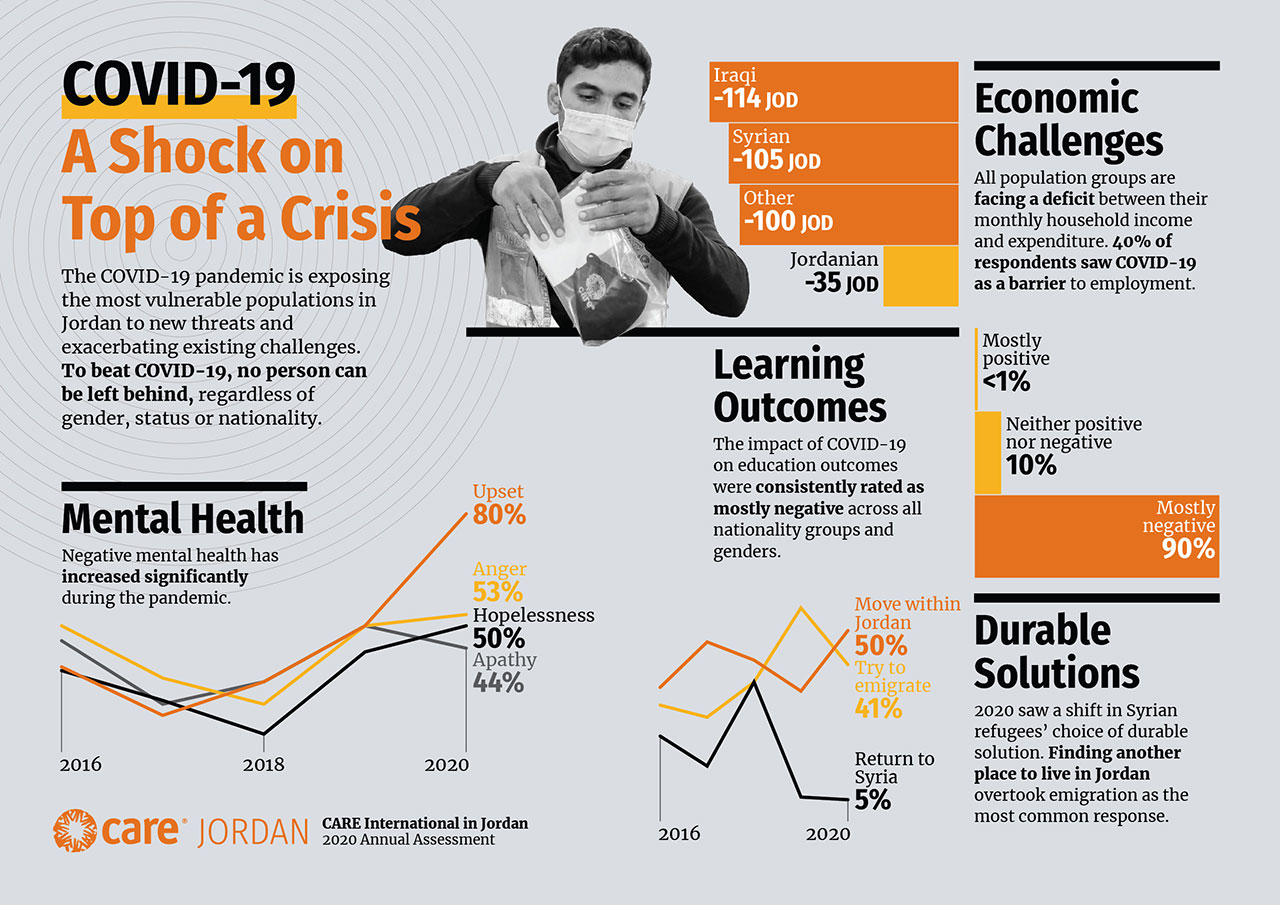 COVID-19
A Shock on
Top of a Crisis
The COVID-19 pandemic is exposing
the most vulnerable populations in
Jordan to new threats and
exacerbating existing challenges.
To beat COVID-19, no person can
be left behind, regardless of
gender, status or nationality.
Iraqi
-114 JOD
Syrian
-105 JOD
Other
-100 JOD
Jordanian
-35 JOD
Economic
Challenges
All population groups are
facing a deficit between their
monthly household income
and expenditure. 40% of
respondents saw COVID-19
as a barrier to employment.
Learning
Outcomes
The impact of COVID-19
on education outcomes
were consistently rated as
mostly negative across all
nationality groups and
genders.
Mostly
positive
<1%
Neither positive
nor negative
10%
Mostly
negative
90%
Mental Health
Negative mental health has
increased significantly
during the pandemic.
Upset
80%
Anger
53%
Hopelessness
50%
Apathy
44%
2016
2018
2020
Move within
Jordan
50%
Try to
emigrate
41%
Return to
Syria
5%
2016
2020
Durable
Solutions
2020 saw a shift in Syrian
refugees’ choice of durable
solution. Finding another
place to live in Jordan
overtook emigration as the
most common response.
care® JORDAN
CARE International in Jordan
2020 Annual Assessment